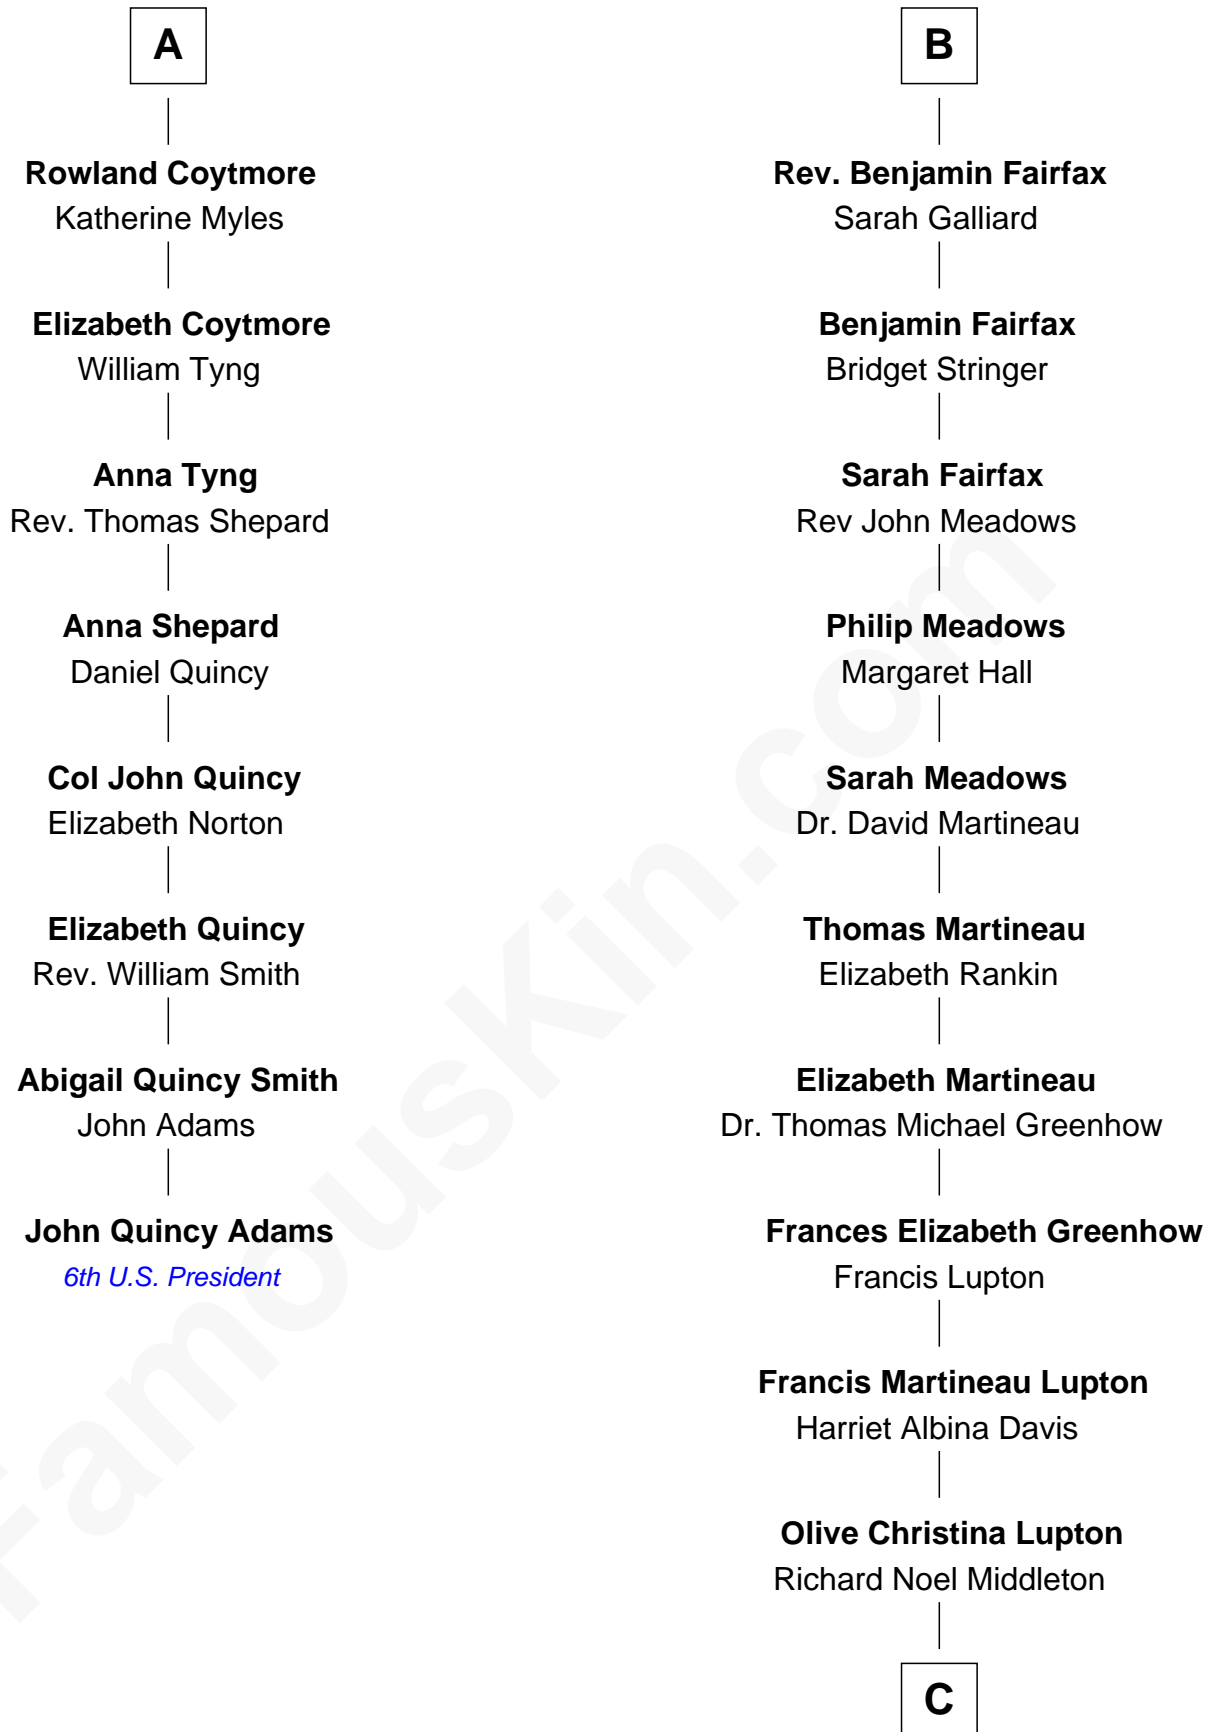 A
Rowland Coytmore
Katherine Myles
Elizabeth Coytmore
William Tyng
Anna Tyng
Rev. Thomas Shepard
Anna Shepard
Daniel Quincy
Col John Quincy
Elizabeth Norton
Elizabeth Quincy
Rev. William Smith
Abigail Quincy Smith
John Adams
John Quincy Adams
6th U.S. President
B
Rev. Benjamin Fairfax
Sarah Galliard
Benjamin Fairfax
Bridget Stringer
Sarah Fairfax
Rev John Meadows
Philip Meadows
Margaret Hall
Sarah Meadows
Dr. David Martineau
Thomas Martineau
Elizabeth Rankin
Elizabeth Martineau
Dr. Thomas Michael Greenhow
Frances Elizabeth Greenhow
Francis Lupton
Francis Martineau Lupton
Harriet Albina Davis
Olive Christina Lupton
Richard Noel Middleton
C
FamousKin.com